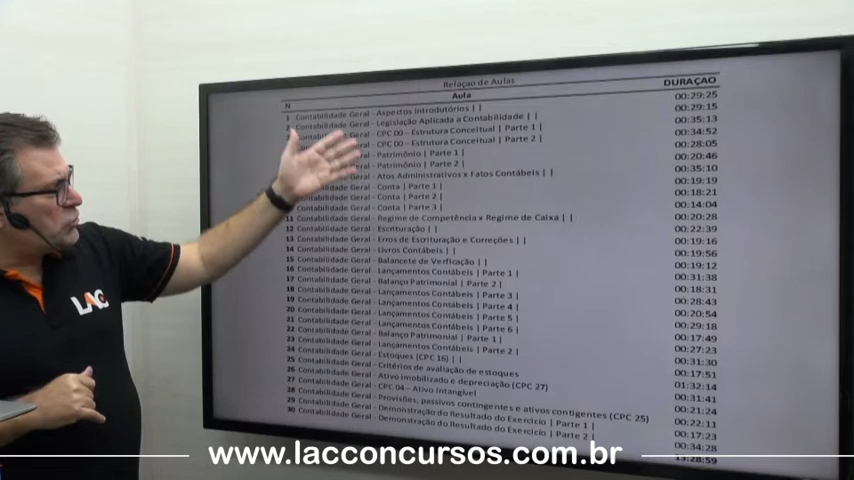 Relação de Aulas
N Aula DURAÇÃO
1 Contabilidade Geral - Aspectos Introdutórios | | 00:29:25
Contabilidade Geral - Legislação Aplicada a Contabilidade | | 00:29:15
Contabilidade Geral - CPC 00 – Estrutura Conceitual | Parte 1 | 00:35:13
Contabilidade Geral - CPC 00 – Estrutura Conceitual | Parte 2 | 00:34:52
Geral - Patrimônio | Parte 1 | 00:28:05
Geral - Patrimônio | Parte 2 | 00:20:46
Geral - Atos Administrativos x Fatos Contábeis | | 00:35:10
Geral - Conta | Parte 1 | 00:19:19
Contabilidade Geral - Conta | Parte 2 | 00:18:21
Contabilidade Geral - Conta | Parte 3 | 00:14:04
11 Contabilidade Geral - Regime de Competência x Regime de Caixa | | 00:20:28
12 Contabilidade Geral - Escrituração | | 00:22:39
13 Contabilidade Geral - Erros de Escrituração e Correções | | 00:19:16
14 Contabilidade Geral - Livros Contábeis | | 00:19:56
15 Contabilidade Geral - Balancete de Verificação | | 00:19:12
16 Contabilidade Geral - Lançamentos Contábeis | Parte 1 | 00:31:38
17 Contabilidade Geral - Balanço Patrimonial | Parte 2 | 00:18:31
18 Contabilidade Geral - Lançamentos Contábeis | Parte 3 | 00:28:43
19 Contabilidade Geral - Lançamentos Contábeis | Parte 4 | 00:20:54
20 Contabilidade Geral - Lançamentos Contábeis | Parte 5 | 00:29:18
21 Contabilidade Geral - Lançamentos Contábeis | Parte 6 | 00:17:49
22 Contabilidade Geral - Balanço Patrimonial | Parte 1 | 00:27:23
23 Contabilidade Geral - Lançamentos Contábeis | Parte 2 | 00:31:30
24 Contabilidade Geral - Estoques (CPC 16) | | 00:17:51
25 Contabilidade Geral - Critérios de avaliação de estoques 01:32:14
26 Contabilidade Geral - Ativo imobilizado e depreciação (CPC 27) 00:31:41
27 Contabilidade Geral - CPC 04 – Ativo Intangível 00:21:24
28 Contabilidade Geral - Provisões, passivos contingentes e ativos contingentes (CPC 25) 00:22:11
29 Contabilidade Geral - Demonstração do Resultado do Exercício | Parte 1 | 00:17:23
30 Contabilidade Geral - Demonstração do Resultado do Exercício | Parte 2 | 00:34:28
13:28:59
LAC
www.lacconcursos.com.br